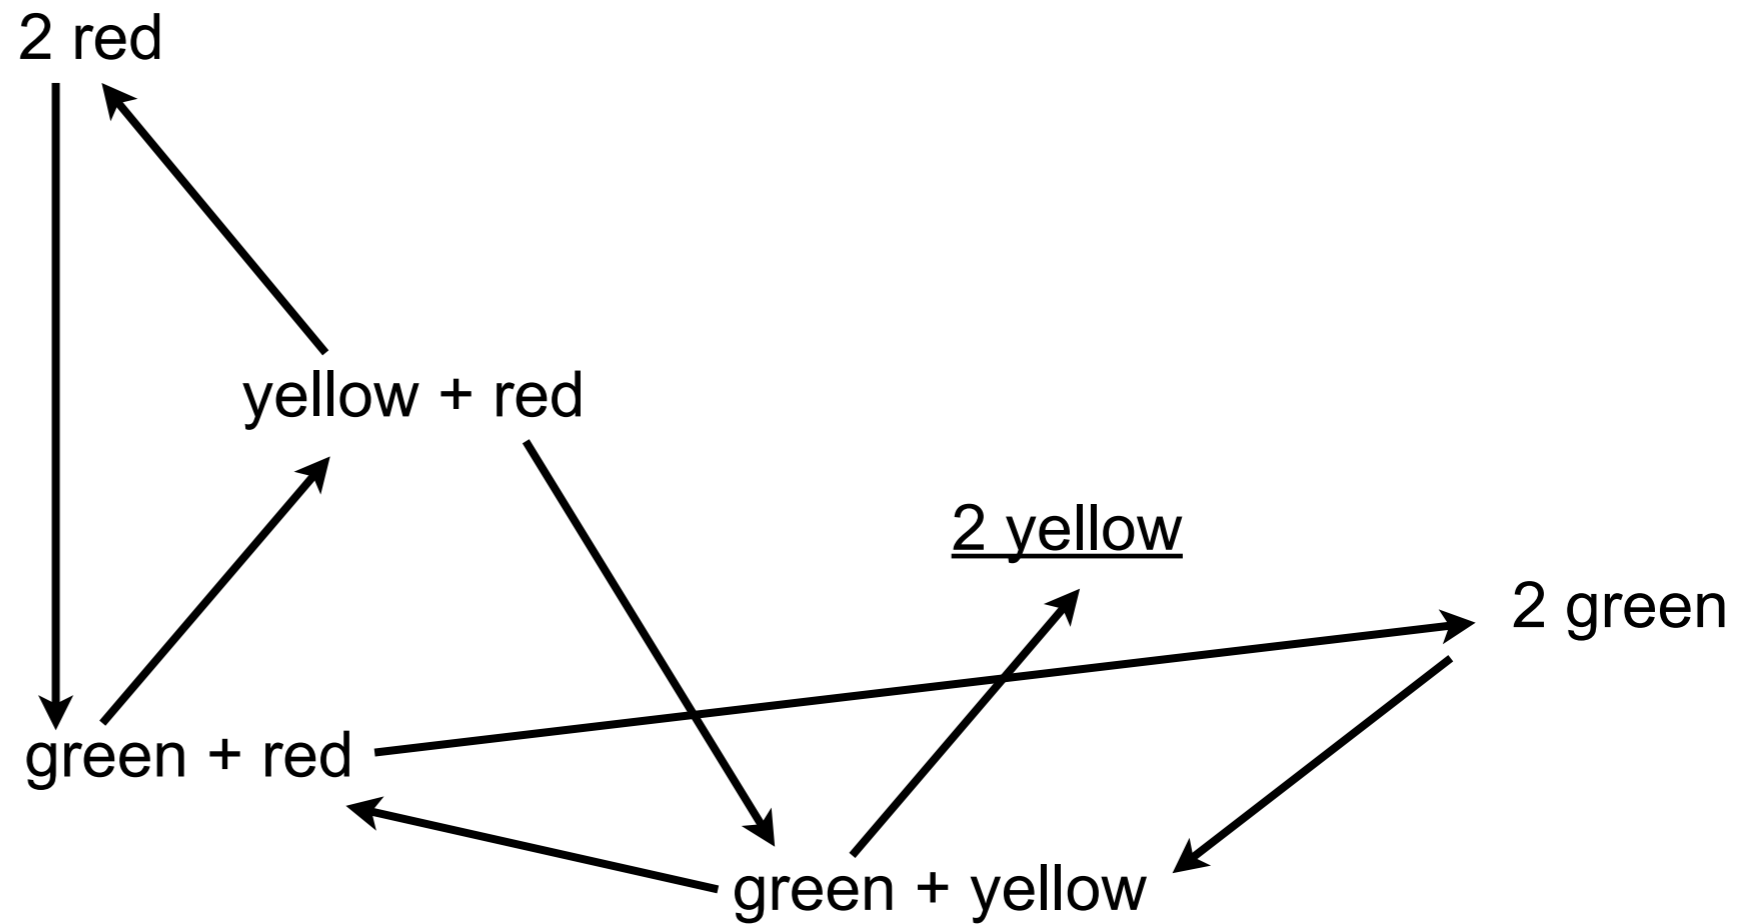 2 red
yellow + red
2 yellow
2 green
green + red
green + yellow